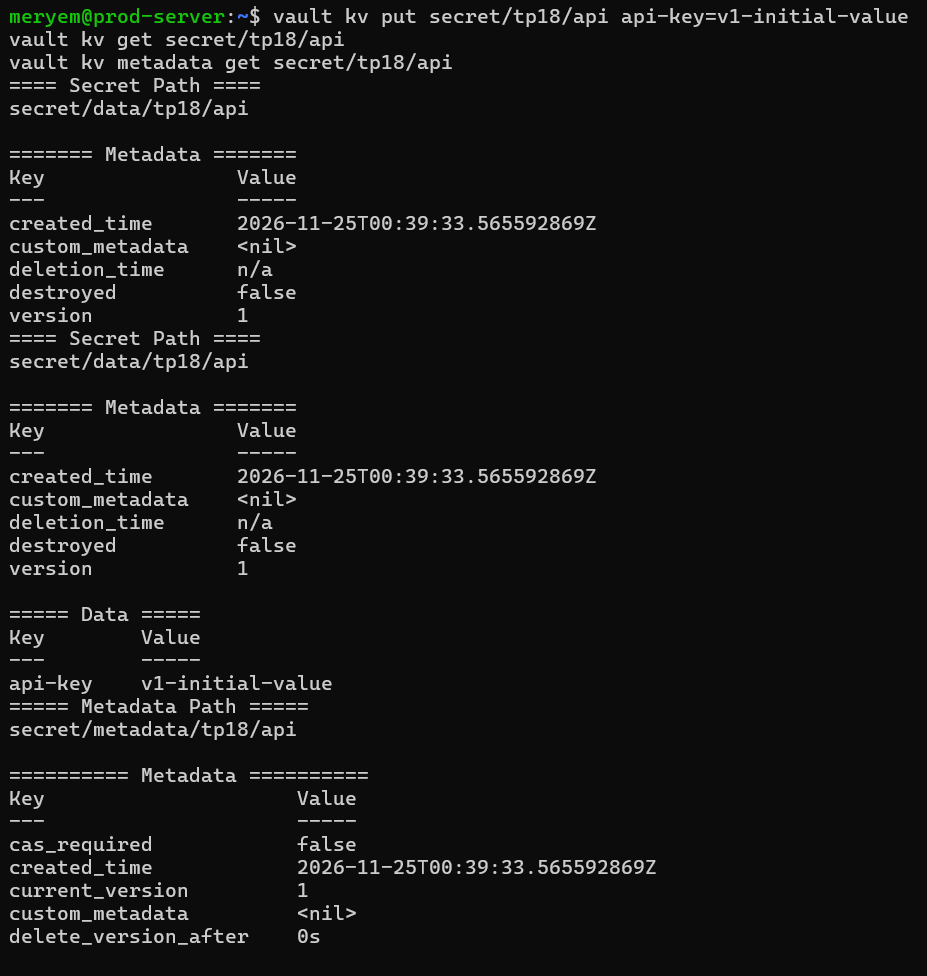 meryem@prod-server:~$ vault kv put secret/tp18/api api-key=v1-initial-value
vault kv get secret/tp18/api
vault kv metadata get secret/tp18/api
==== Secret Path ====
secret/data/tp18/api

======= Metadata =======
Key                Value
---                -----
created_time       2026-11-25T00:39:33.565592869Z
custom_metadata    <nil>
deletion_time      n/a
destroyed          false
version            1
==== Secret Path ====
secret/data/tp18/api

======= Metadata =======
Key                Value
---                -----
created_time       2026-11-25T00:39:33.565592869Z
custom_metadata    <nil>
deletion_time      n/a
destroyed          false
version            1

===== Data =====
Key        Value
---        -----
api-key    v1-initial-value
===== Metadata Path =====
secret/metadata/tp18/api

========== Metadata ==========
Key                     Value
---                     -----
cas_required            false
created_time            2026-11-25T00:39:33.565592869Z
current_version         1
custom_metadata         <nil>
delete_version_after    0s